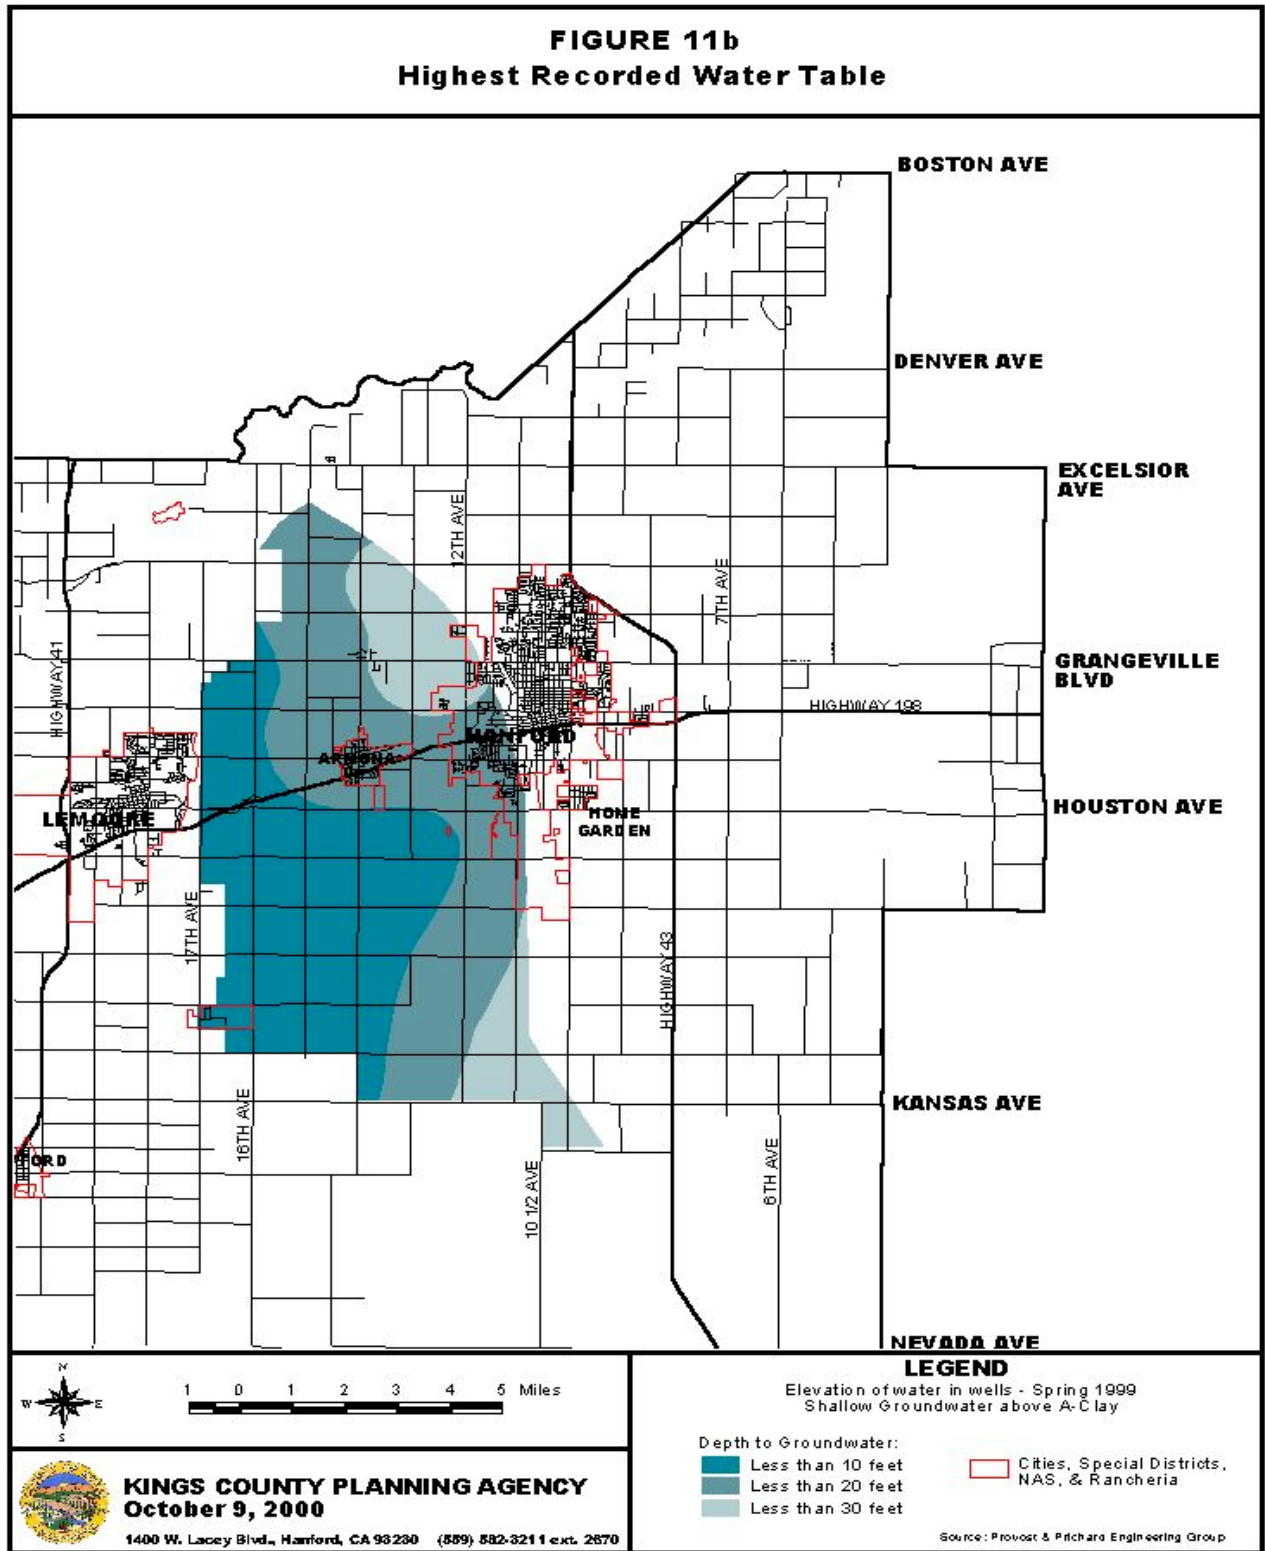 FIGURE 11b
Highest Recorded Water Table
BOSTON AVE
DENVER AVE
EXCELSIOR
AVE
12TH AVE
7TH AVE
HIGHWAY 41
GRANGEVILLE
BLVD
HIGHWAY 198
HANFORD
ARMONA
LEMOORE
HOME
GARDEN
HOUSTON AVE
17TH AVE
HIGHWAY 43
KANSAS AVE
16TH AVE
10 1/2 AVE
6TH AVE
ORD
NEVADA AVE
N
W
E
S
1 0 1 2 3 4 5 Miles
KINGS COUNTY PLANNING AGENCY
October 9, 2000
1400 W. Lacey Blvd., Hanford, CA 93230 (559) 582-3211 ext. 2670
LEGEND
Elevation of water in wells - Spring 1999
Shallow Groundwater above A-Clay
Depth to Groundwater:
Less than 10 feet
Less than 20 feet
Less than 30 feet
Cities, Special Districts,
NAS, & Rancheria
Source: Provost & Prichard Engineering Group